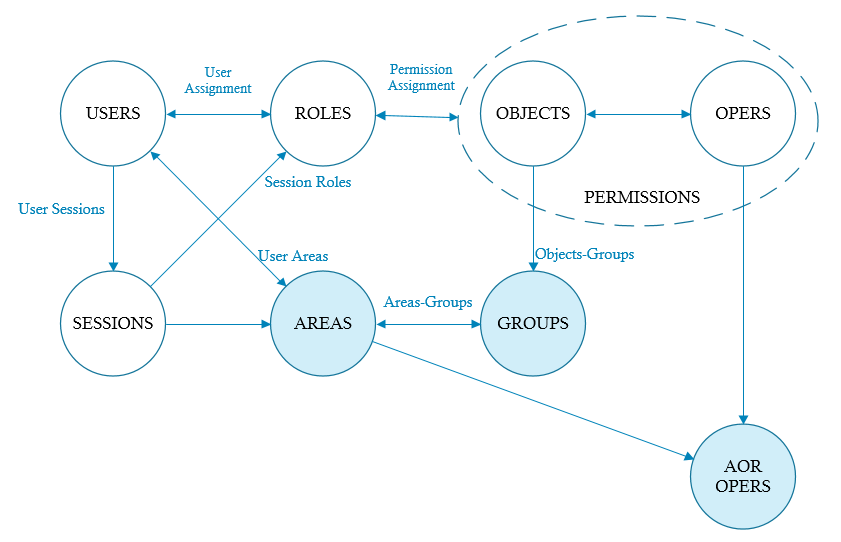 User
Assignment
Permission
Assignment
USERS
ROLES
OBJECTS
OPERS
Session Roles
PERMISSIONS
User Sessions
User Areas
Objects-Groups
Areas-Groups
SESSIONS
AREAS
GROUPS
AOR
OPERS